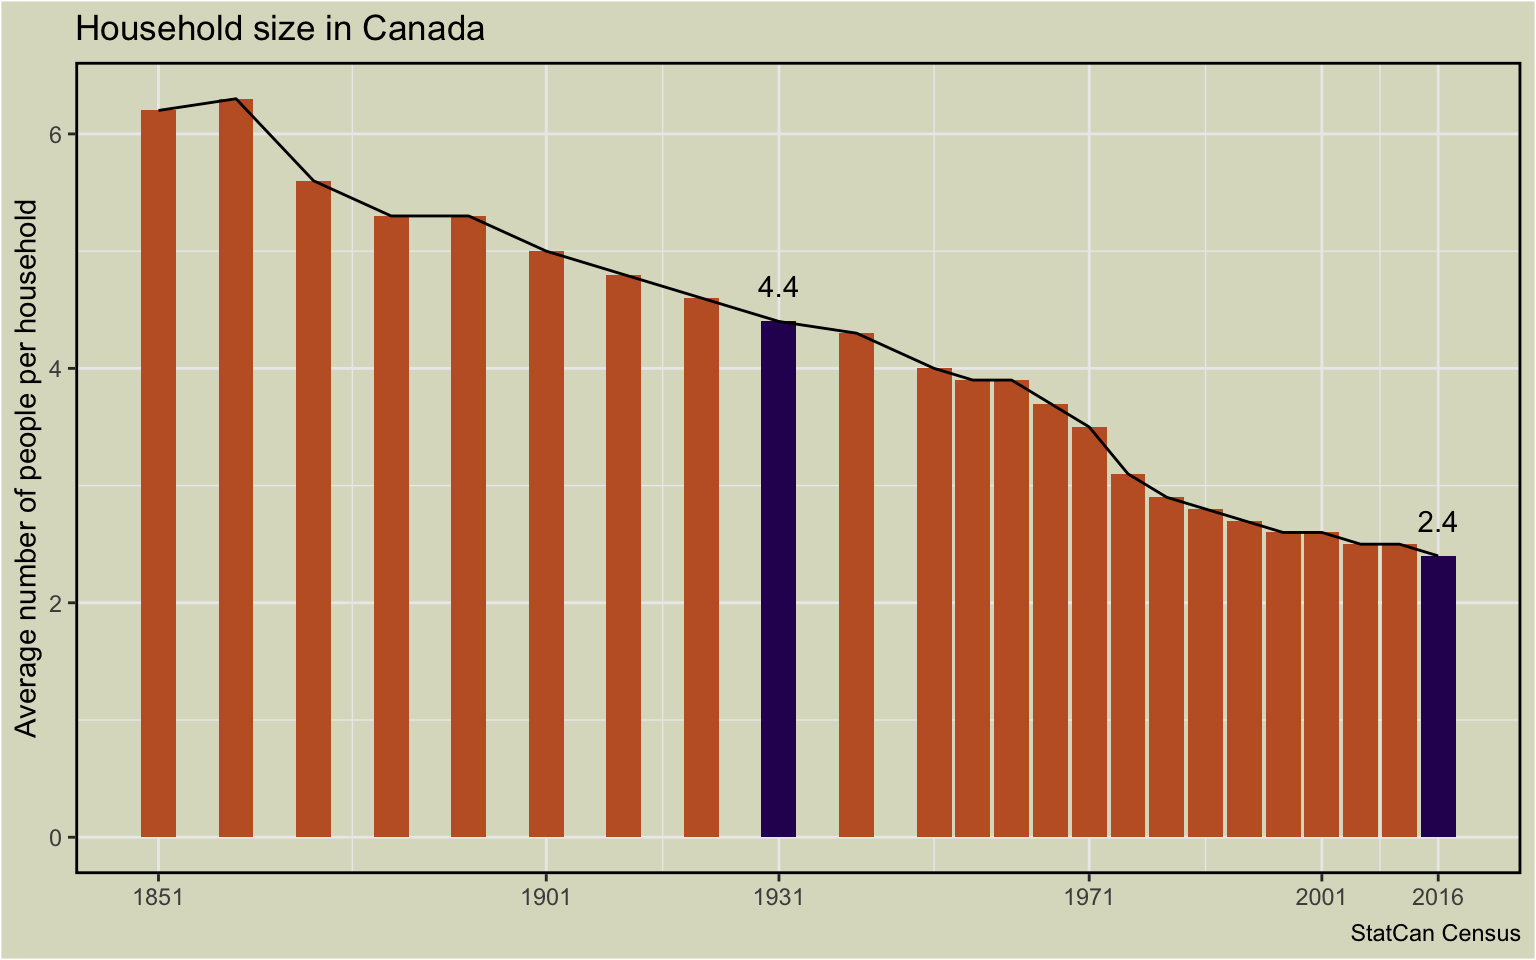 Household size in Canada
Average number of people per household
6
4
2
0
4.4
2.4
1851 1901 1931 1971 2001 2016
StatCan Census